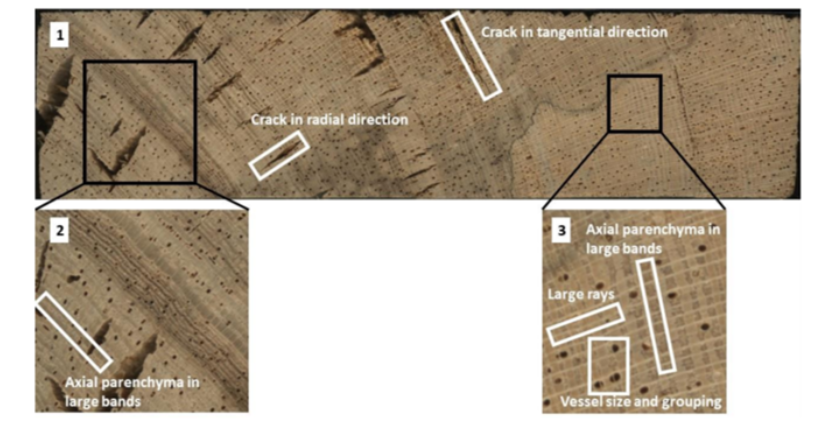 1
Crack in tangential direction
Crack in radial direction
2
Axial parenchyma in
large bands
3
Axial parenchyma in
large bands
Large rays
Vessel size and grouping